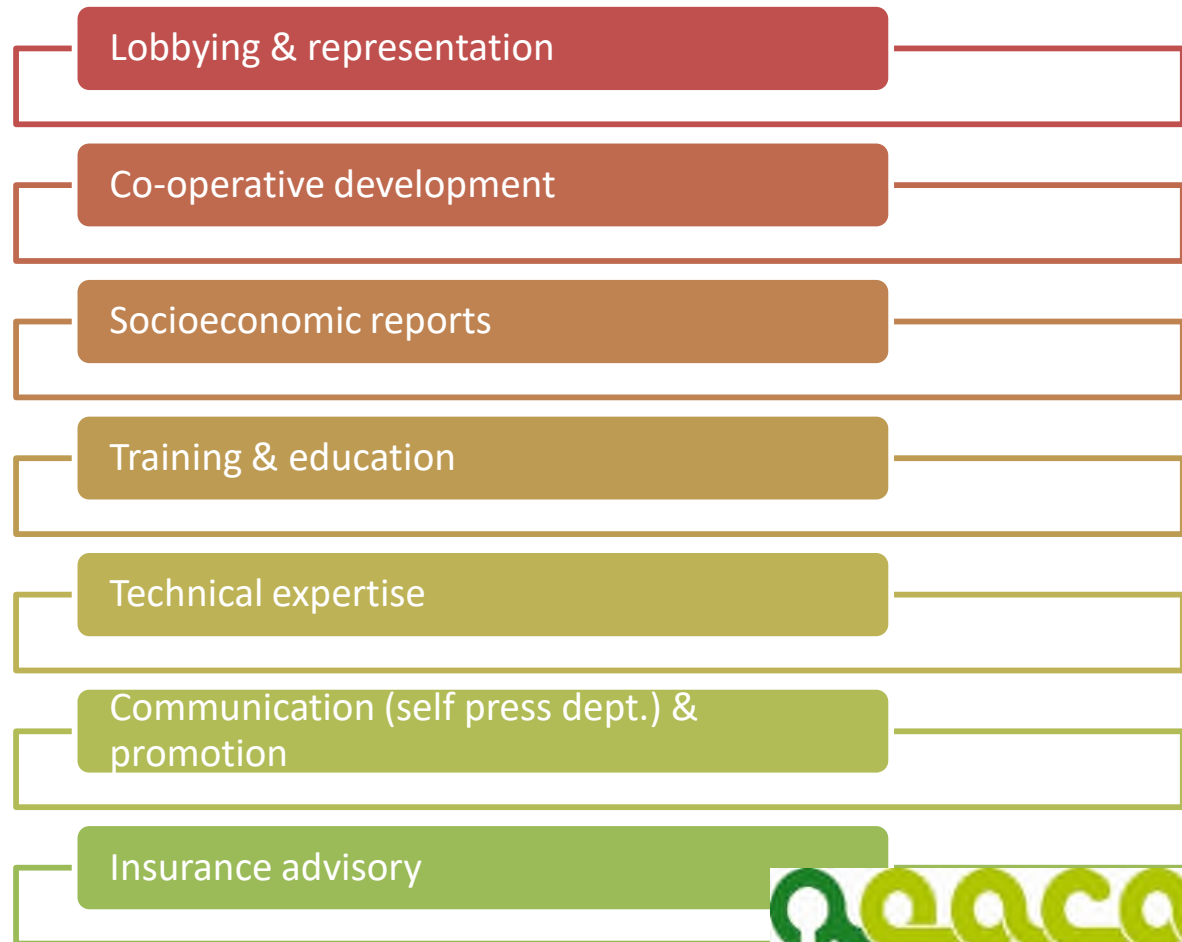 Lobbying & representation
Co-operative development
Socioeconomic reports
Training & education
Technical expertise
Communication (self press dept.) &
promotion
Insurance advisory